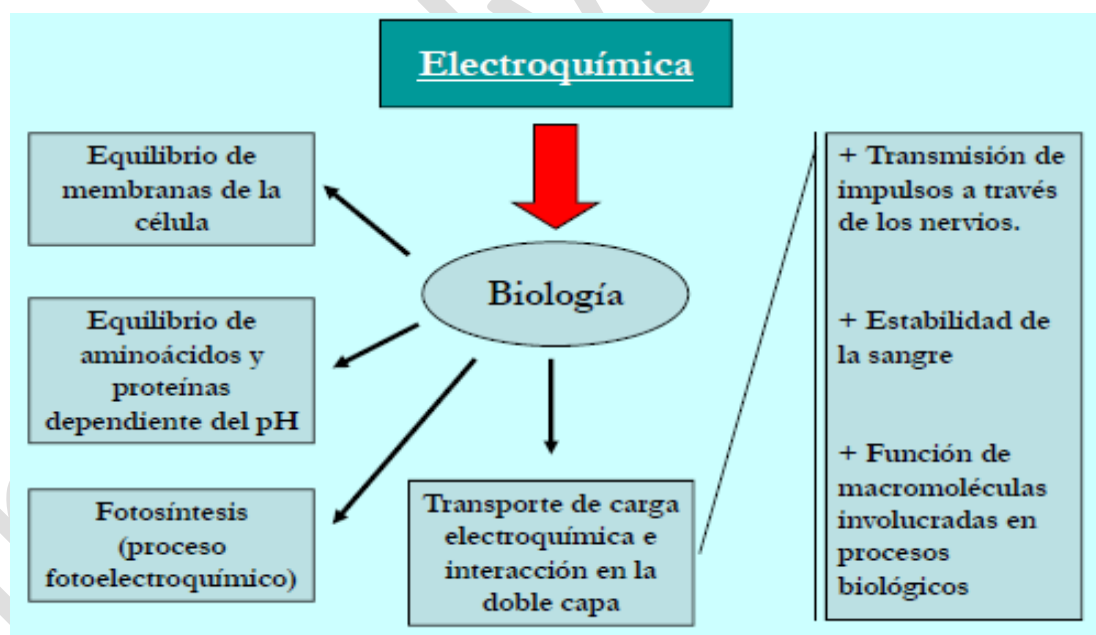 Electroquímica
Biología
Equilibrio de
membranas de la
célula
Equilibrio de
aminoácidos y
proteínas
dependiente del pH
Fotosíntesis
(proceso
fotoelectroquímico)
Transporte de carga
electroquímica e
interacción en la
doble capa
+ Transmisión de
impulsos a través
de los nervios.
+ Estabilidad de
la sangre
+ Función de
macromoléculas
involucradas en
procesos
biológicos